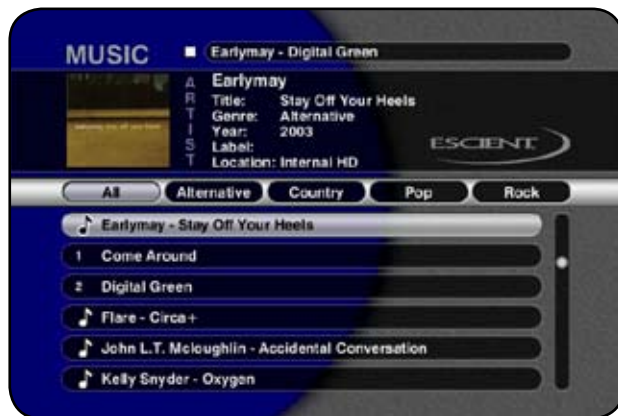 MUSIC
Earlymay - Digital Green
ARTIST
Earlymay
Title: Stay Off Your Heels
Genre: Alternative
Year: 2003
Label:
Location: Internal HD
ESCIENT
All Alternative Country Pop Rock
Earlymay - Stay Off Your Heels
1 Come Around
2 Digital Green
Flare - Circa+
John L.T. Mcloughlin - Accidental Conversation
Kelly Snyder - Oxygen